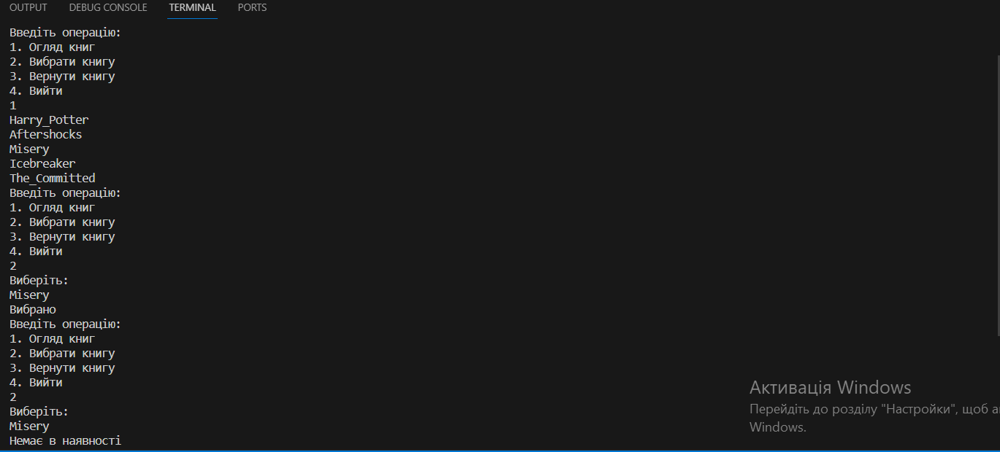 OUTPUT DEBUG CONSOLE TERMINAL PORTS
Введіть операцію:
1. Огляд книг
2. Вибрати книгу
3. Вернути книгу
4. Вийти
1
Harry_Potter
Aftershocks
Misery
Icebreaker
The_Committed
Введіть операцію:
1. Огляд книг
2. Вибрати книгу
3. Вернути книгу
4. Вийти
2
Виберіть:
Misery
Вибрано
Введіть операцію:
1. Огляд книг
2. Вибрати книгу
3. Вернути книгу
4. Вийти
2
Виберіть:
Misery
Немає в наявності
Активація Windows
Перейдіть до розділу "Настройки", щоб
Windows.